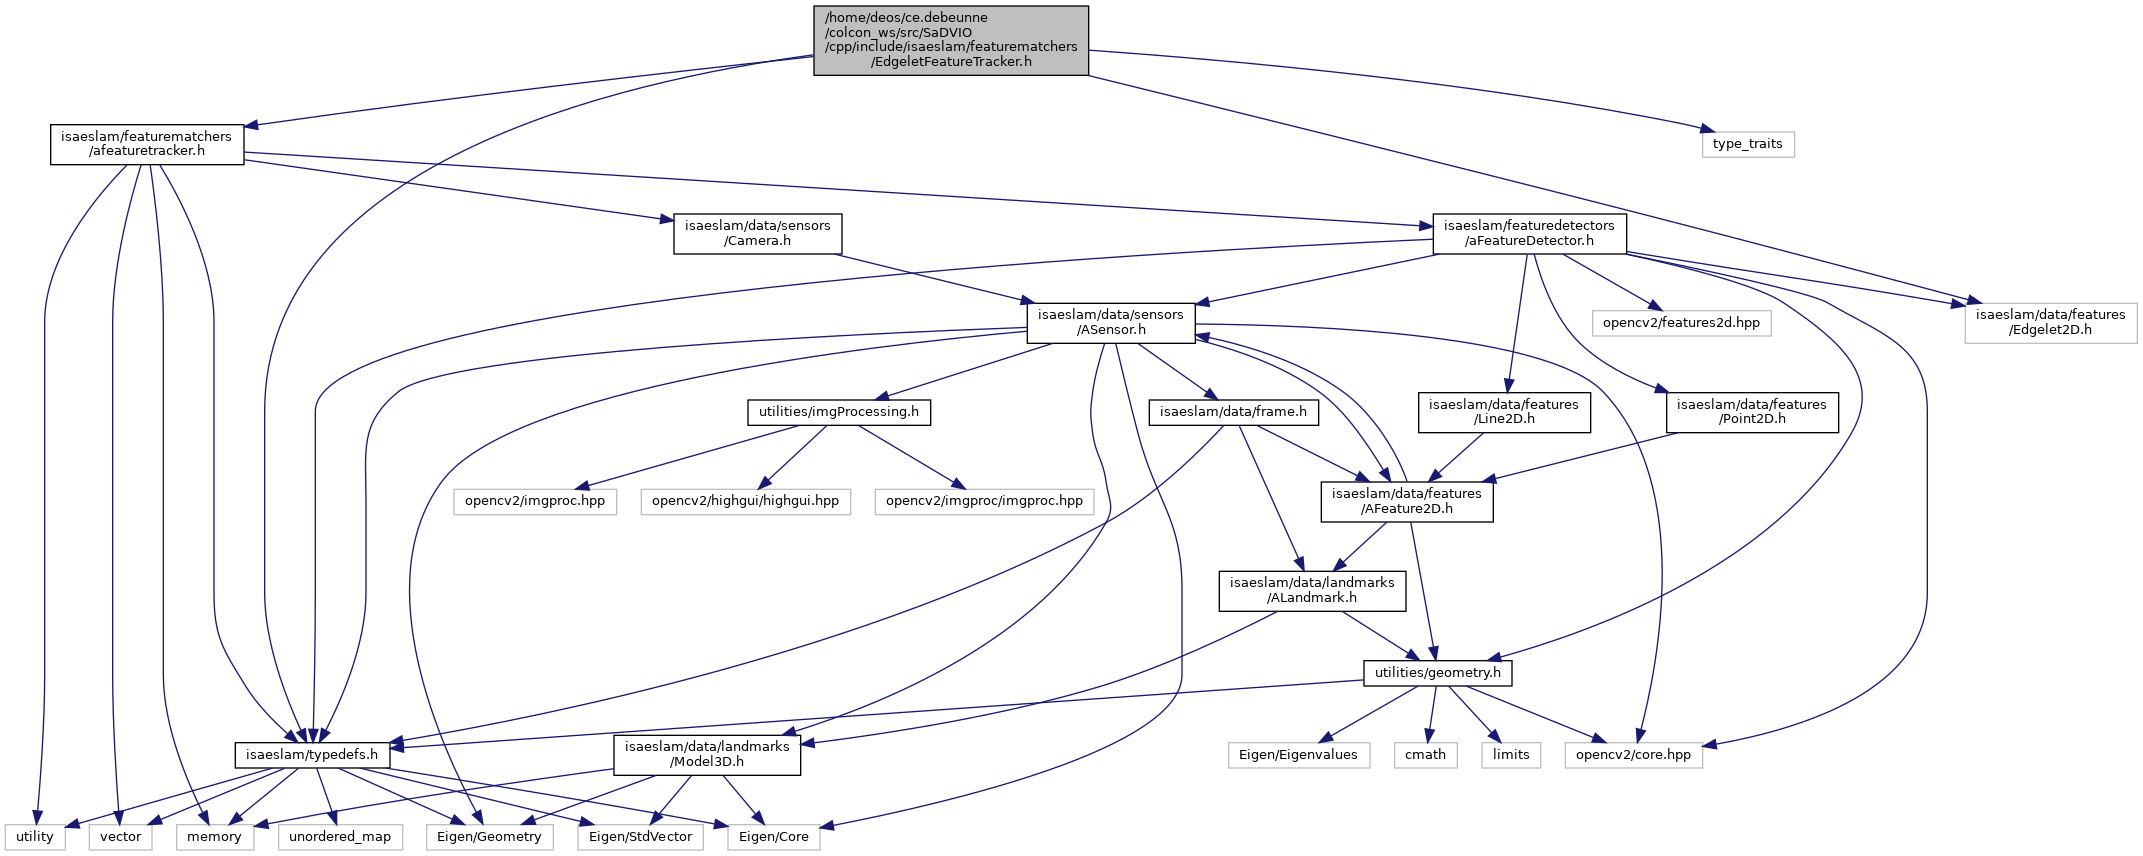 /home/deos/ce.debeunne
/colcon_ws/src/SaDVIO
/cpp/include/isaeslam/featurematchers
/EdgeletFeatureTracker.h
isaeslam/featurematchers
/afeaturetracker.h
type_traits
isaeslam/data/sensors
/Camera.h
isaeslam/featuredetectors
/aFeatureDetector.h
isaeslam/data/sensors
/ASensor.h
opencv2/features2d.hpp
isaeslam/data/features
/Edgelet2D.h
utilities/imgProcessing.h
isaeslam/data/frame.h
isaeslam/data/features
/Line2D.h
isaeslam/data/features
/Point2D.h
opencv2/imgproc.hpp
opencv2/highgui/highgui.hpp
opencv2/imgproc/imgproc.hpp
isaeslam/data/features
/AFeature2D.h
isaeslam/data/landmarks
/ALandmark.h
utilities/geometry.h
isaeslam/typedefs.h
isaeslam/data/landmarks
/Model3D.h
Eigen/Eigenvalues
cmath
limits
opencv2/core.hpp
utility
vector
memory
unordered_map
Eigen/Geometry
Eigen/StdVector
Eigen/Core